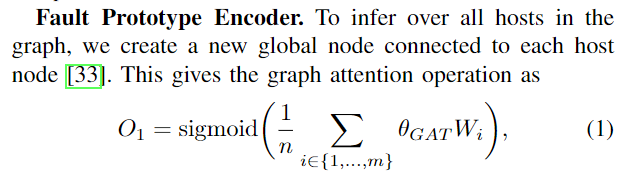 Fault Prototype Encoder. To infer over all hosts in the
graph, we create a new global node connected to each host
node [33]. This gives the graph attention operation as
O₁ = sigmoid( 1/n ∑_{i∈{1,...,m}} θ_{GAT} W_i ), (1)